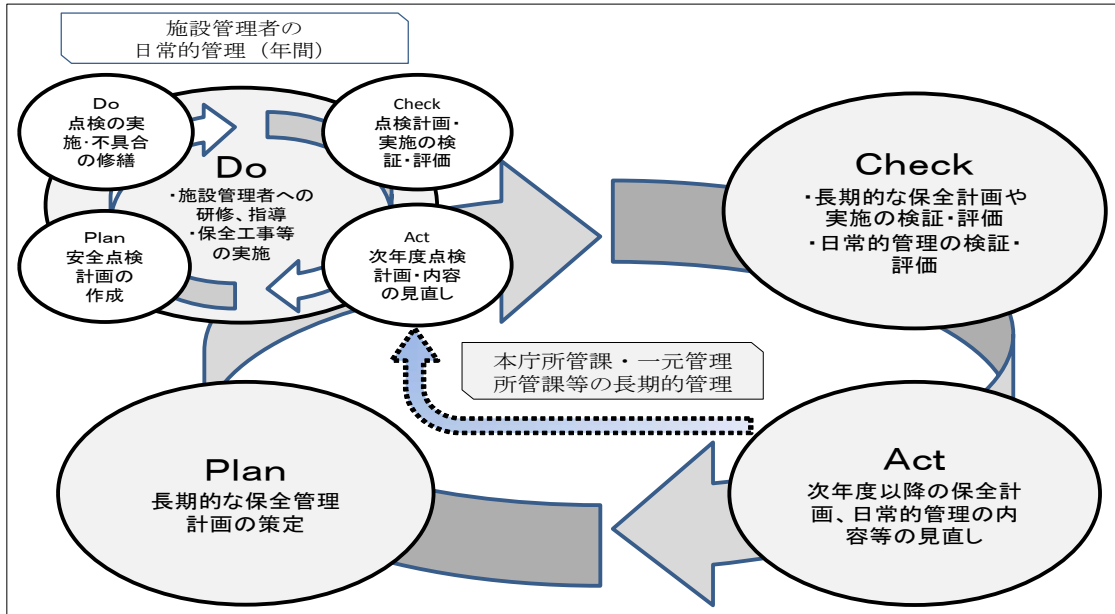 施設管理者の
日常的管理（年間）
Do
点検の実
施・不具合
の修繕
Check
点検計画・
実施の検
証・評価
Do
・施設管理者への
研修、指導
・保全工事等
の実施
Plan
安全点検
計画の
作成
Act
次年度点検
計画・内容
の見直し
Check
・長期的な保全計画や
実施の検証・評価
・日常的管理の検証・
評価
本庁所管課・一元管理
所管課等の長期的管理
Plan
長期的な保全管理
計画の策定
Act
次年度以降の保全計
画、日常的管理の内
容等の見直し